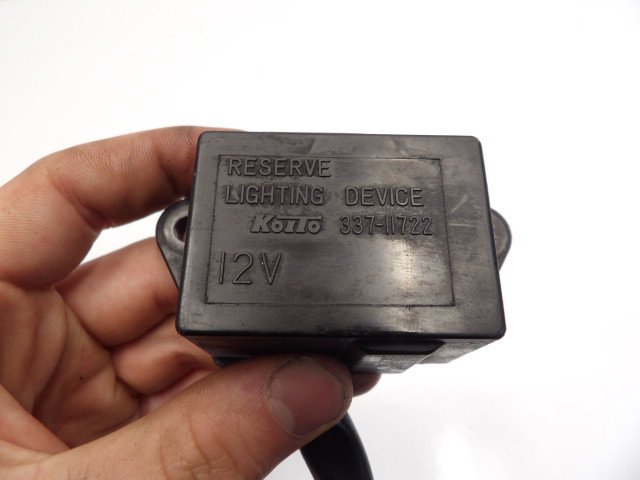 RESERVE
LIGHTING DEVICE
KOITO 337-11722
12V